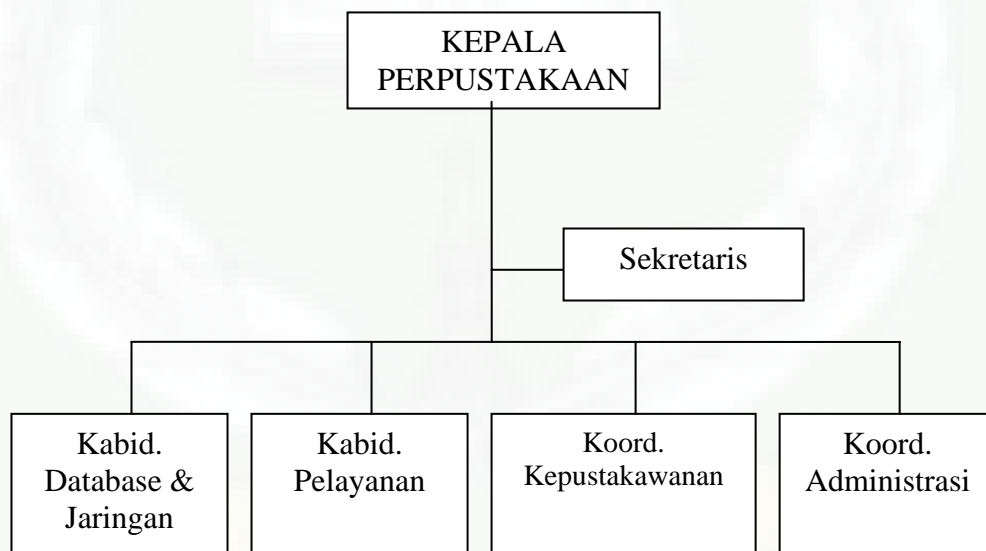 KEPALA
PERPUSTAKAAN
Sekretaris
Kabid.
Database &
Jaringan
Kabid.
Pelayanan
Koord.
Kepustakawanan
Koord.
Administrasi